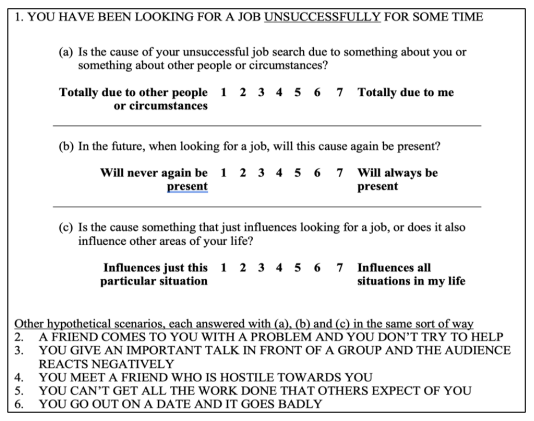 1. YOU HAVE BEEN LOOKING FOR A JOB UNSUCCESSFULLY FOR SOME TIME
(a) Is the cause of your unsuccessful job search due to something about you or
something about other people or circumstances?
Totally due to other people 1 2 3 4 5 6 7 Totally due to me
or circumstances
(b) In the future, when looking for a job, will this cause again be present?
Will never again be 1 2 3 4 5 6 7 Will always be
present present
(c) Is the cause something that just influences looking for a job, or does it also
influence other areas of your life?
Influences just this 1 2 3 4 5 6 7 Influences all
particular situation situations in my life
Other hypothetical scenarios, each answered with (a), (b) and (c) in the same sort of way
2. A FRIEND COMES TO YOU WITH A PROBLEM AND YOU DON'T TRY TO HELP
3. YOU GIVE AN IMPORTANT TALK IN FRONT OF A GROUP AND THE AUDIENCE
REACTS NEGATIVELY
4. YOU MEET A FRIEND WHO IS HOSTILE TOWARDS YOU
5. YOU CAN'T GET ALL THE WORK DONE THAT OTHERS EXPECT OF YOU
6. YOU GO OUT ON A DATE AND IT GOES BADLY